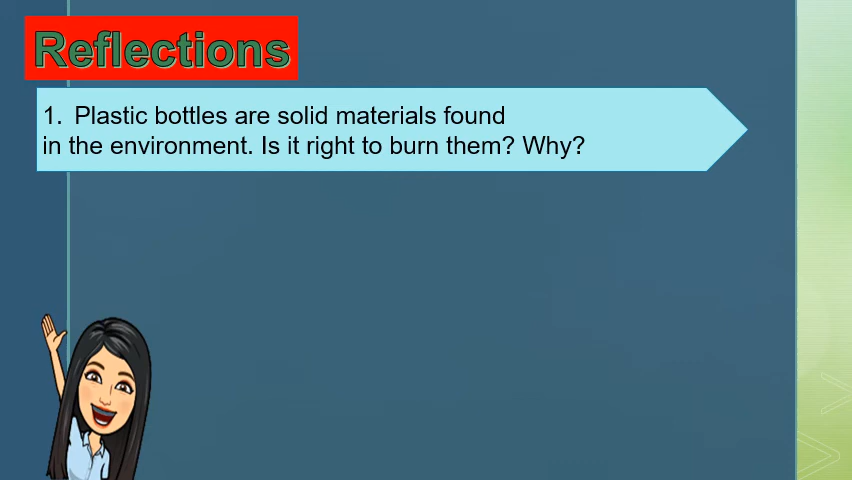 Reflections
1. Plastic bottles are solid materials found
in the environment. Is it right to burn them? Why?